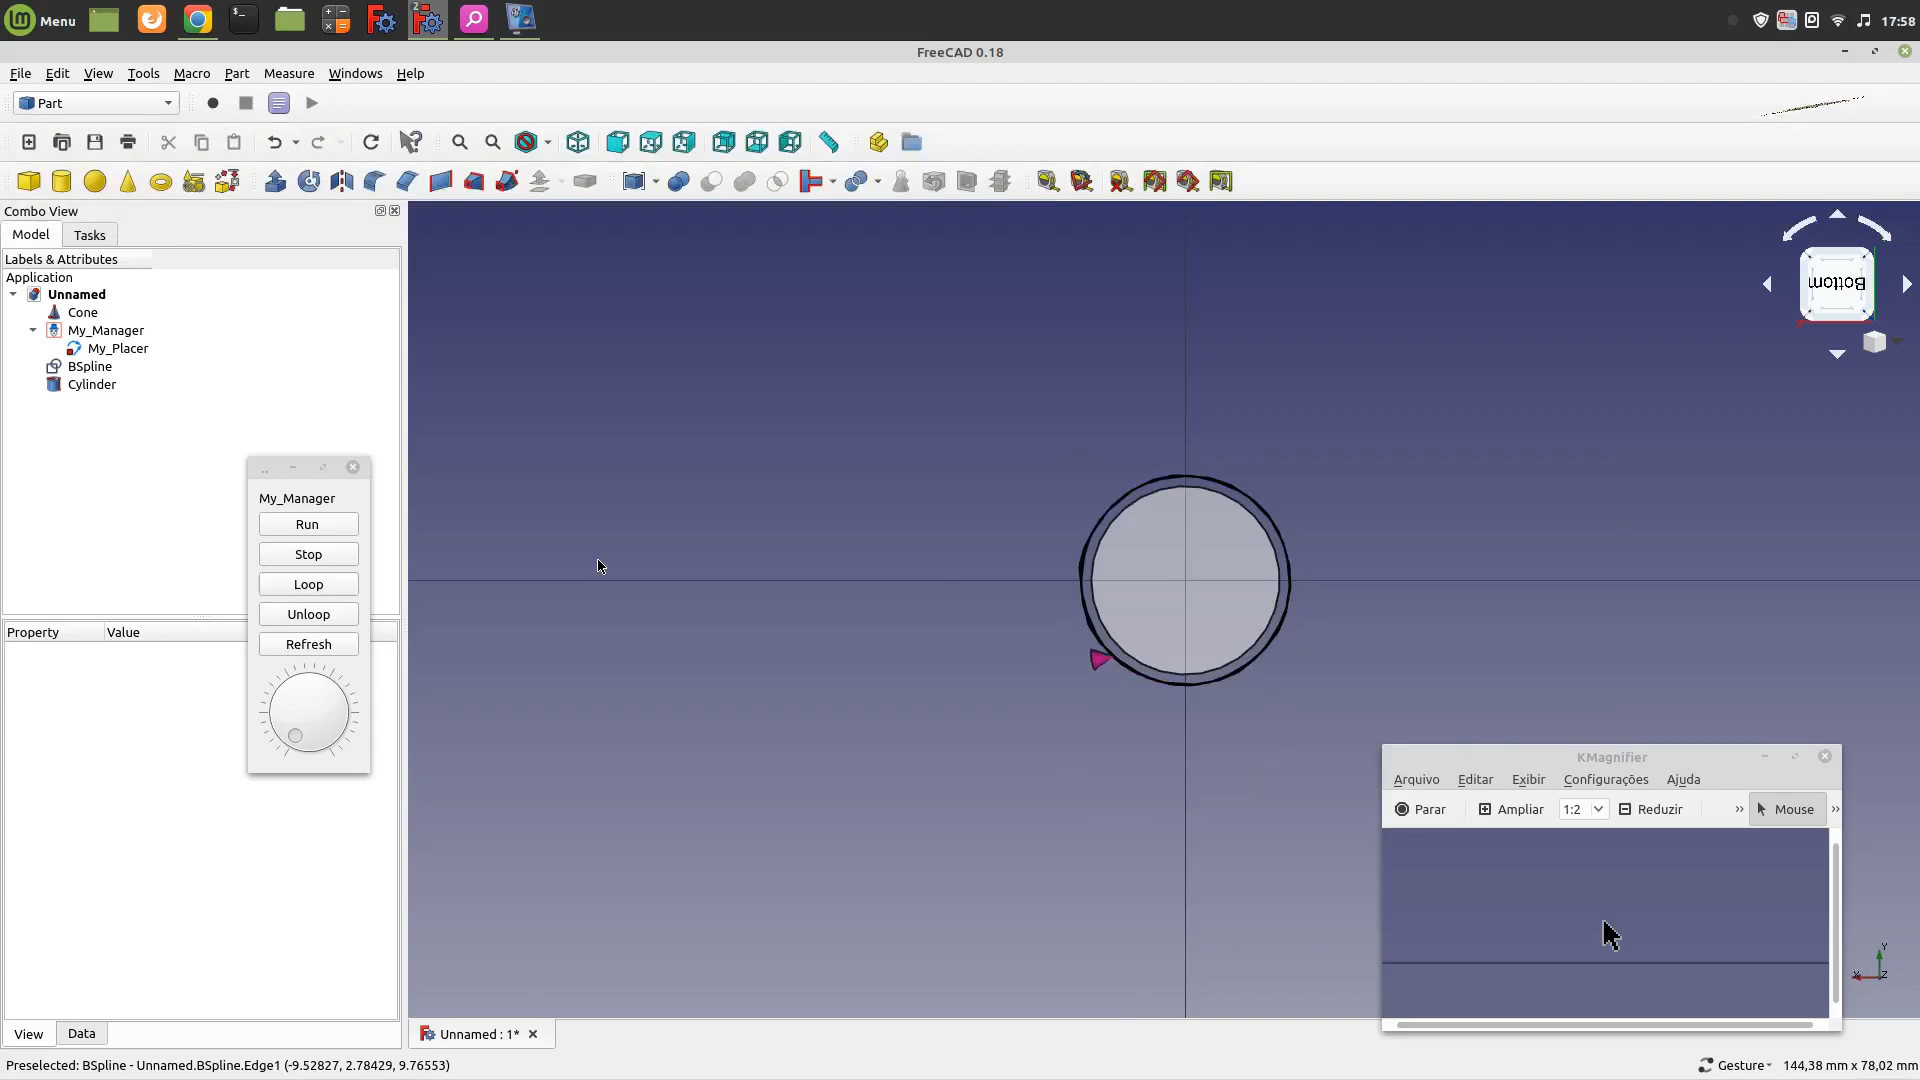 Menu
17:58
FreeCAD 0.18
File Edit View Tools Macro Part Measure Windows Help
Part
Combo View
Model Tasks
Labels & Attributes
Application
Unnamed
Cone
My_Manager
My_Placer
BSpline
Cylinder
Bottom
My_Manager
Run
Stop
Loop
Unloop
Refresh
Property Value
KMagnifier
Arquivo Editar Exibir Configurações Ajuda
Parar Ampliar 1:2 Reduzir » Mouse »
Y
X
Z
View Data
Unnamed : 1*
Preselected: BSpline - Unnamed.BSpline.Edge1 (-9.52827, 2.78429, 9.76553)
Gesture 144,38 mm x 78,02 mm